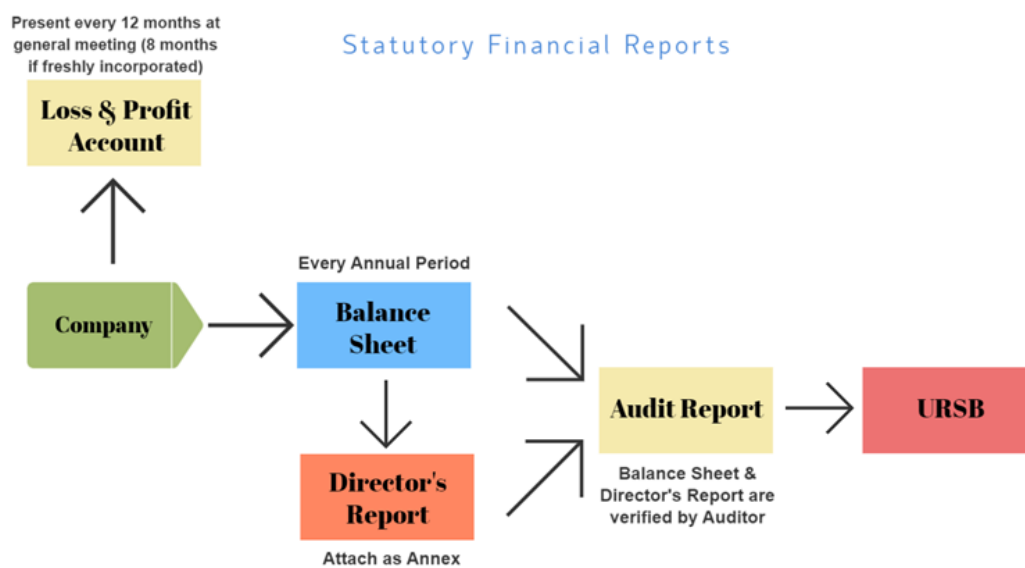 Present every 12 months at
general meeting (8 months
if freshly incorporated)
Statutory Financial Reports
Loss & Profit
Account
Every Annual Period
Company
Balance
Sheet
Audit Report
URSB
Director's
Report
Balance Sheet &
Director's Report are
verified by Auditor
Attach as Annex